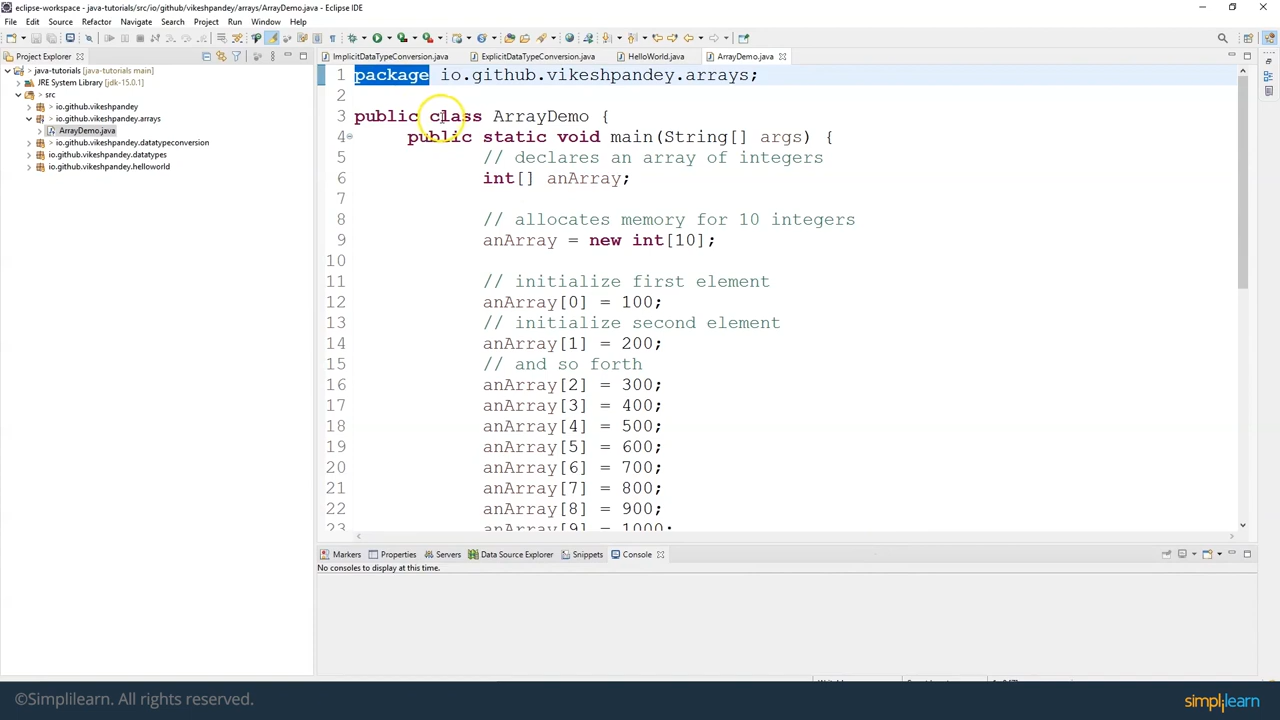 eclipse-workspace - java-tutorials/src/io/github/vikeshpandey/arrays/ArrayDemo.java - Eclipse IDE
File Edit Source Refactor Navigate Search Project Run Window Help
Project Explorer
ImplicitDataTypeConversion.java ExplicitDataTypeConversion.java HelloWorld.java ArrayDemo.java
java-tutorials [java-tutorials main]
JRE System Library [jdk-15.0.1]
src
io.github.vikeshpandey
io.github.vikeshpandey.arrays
ArrayDemo.java
io.github.vikeshpandey.datatypeconversion
io.github.vikeshpandey.datatypes
io.github.vikeshpandey.helloworld
1 package io.github.vikeshpandey.arrays;
2
3 public class ArrayDemo {
4 public static void main(String[] args) {
5 // declares an array of integers
6 int[] anArray;
7
8 // allocates memory for 10 integers
9 anArray = new int[10];
10
11 // initialize first element
12 anArray[0] = 100;
13 // initialize second element
14 anArray[1] = 200;
15 // and so forth
16 anArray[2] = 300;
17 anArray[3] = 400;
18 anArray[4] = 500;
19 anArray[5] = 600;
20 anArray[6] = 700;
21 anArray[7] = 800;
22 anArray[8] = 900;
23 anArray[9] = 1000;
Markers Properties Servers Data Source Explorer Snippets Console
No consoles to display at this time.
©Simplilearn. All rights reserved.
simplilearn